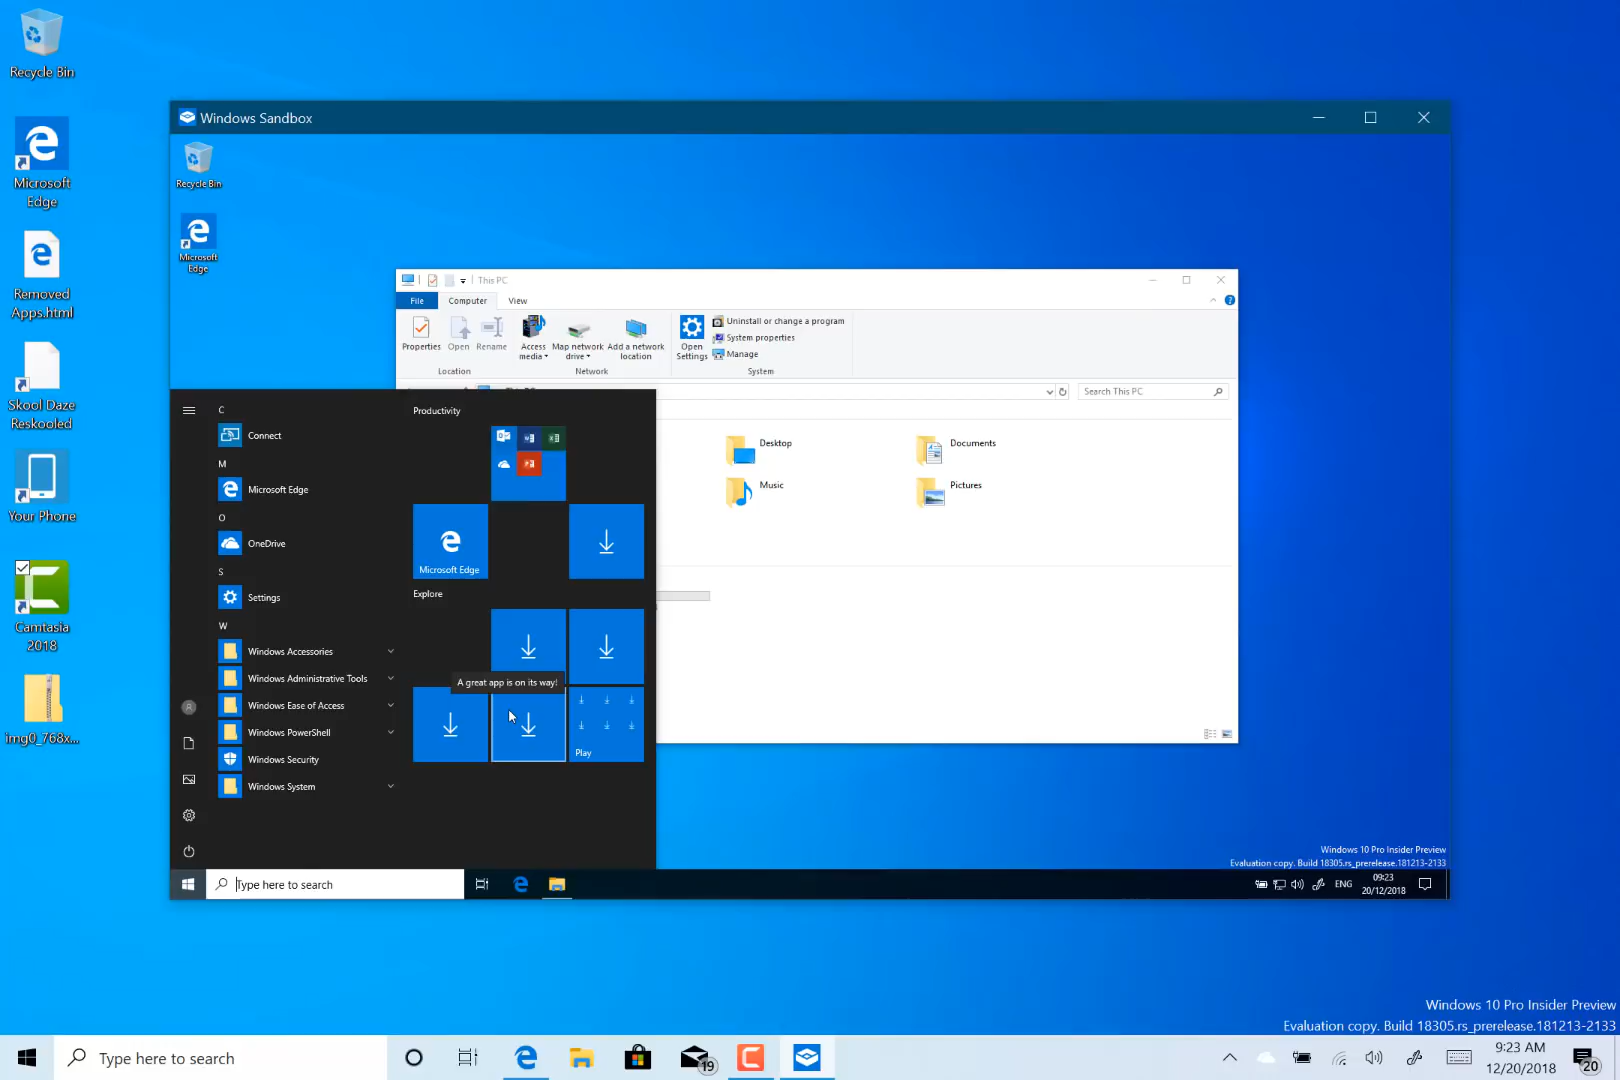 Recycle Bin
Microsoft
Edge
Removed
Apps.html
Skool Daze
Reskooled
Your Phone
Camtasia
2018
img0_768x...
Windows Sandbox
Recycle Bin
Microsoft
Edge
This PC
File
Computer
View
Properties
Open
Rename
Access
media
Map network
drive
Add a network
location
Open
Settings
Uninstall or change a program
System properties
Manage
Location
Network
System
Search This PC
Desktop
Documents
Music
Pictures
C
Connect
M
Microsoft Edge
O
OneDrive
S
Settings
W
Windows Accessories
Windows Administrative Tools
Windows Ease of Access
Windows PowerShell
Windows Security
Windows System
Productivity
Microsoft Edge
Explore
A great app is on its way!
Play
Windows 10 Pro Insider Preview
Evaluation copy. Build 18305.rs_prerelease.181213-2133
Type here to search
ENG
09:23
20/12/2018
Windows 10 Pro Insider Preview
Evaluation copy. Build 18305.rs_prerelease.181213-2133
Type here to search
19
9:23 AM
12/20/2018
20